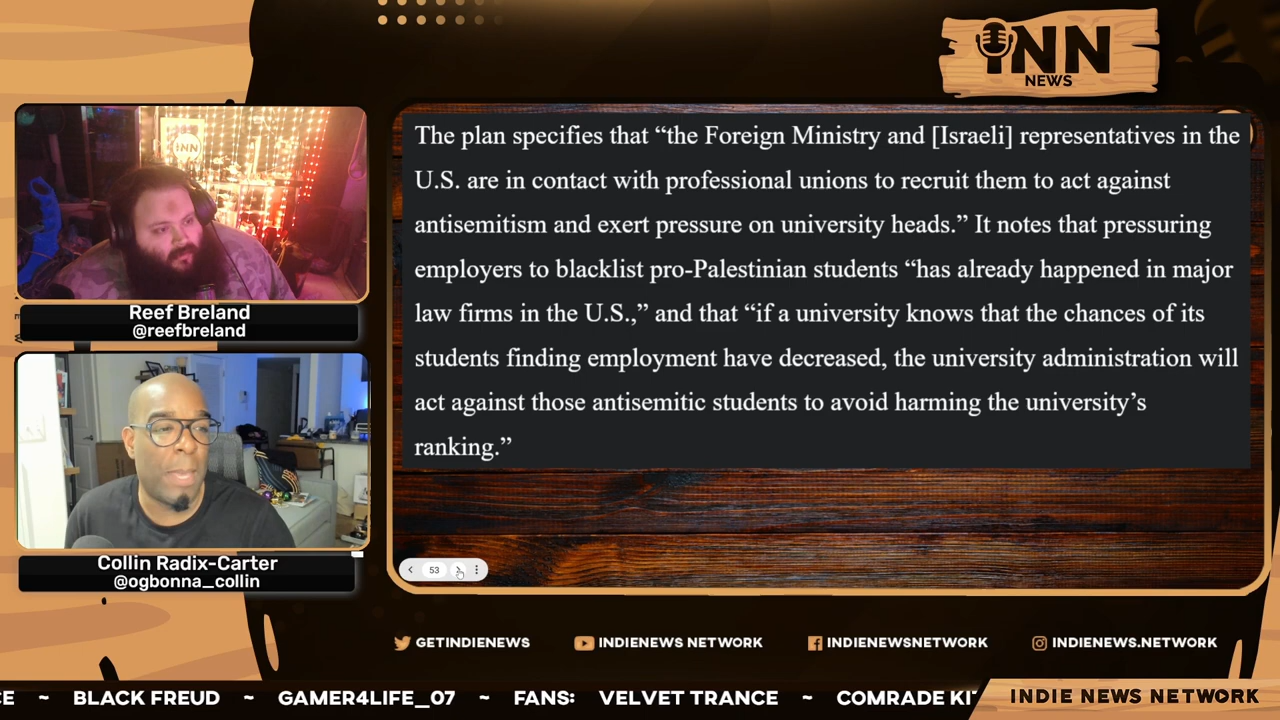 INN
NEWS
INN
The plan specifies that “the Foreign Ministry and [Israeli] representatives in the
U.S. are in contact with professional unions to recruit them to act against
antisemitism and exert pressure on university heads.” It notes that pressuring
employers to blacklist pro-Palestinian students “has already happened in major
law firms in the U.S.,” and that “if a university knows that the chances of its
students finding employment have decreased, the university administration will
act against those antisemitic students to avoid harming the university’s
ranking.”
Reef Breland
@reefbreland
Collin Radix-Carter
@ogbonna_collin
53
GETINDIENEWS
INDIENEWS NETWORK
INDIENEWSNETWORK
INDIENEWS.NETWORK
CE ~ BLACK FREUD ~ GAMER4LIFE_07 ~ FANS: VELVET TRANCE ~ COMRADE KIT
INDIE NEWS NETWORK